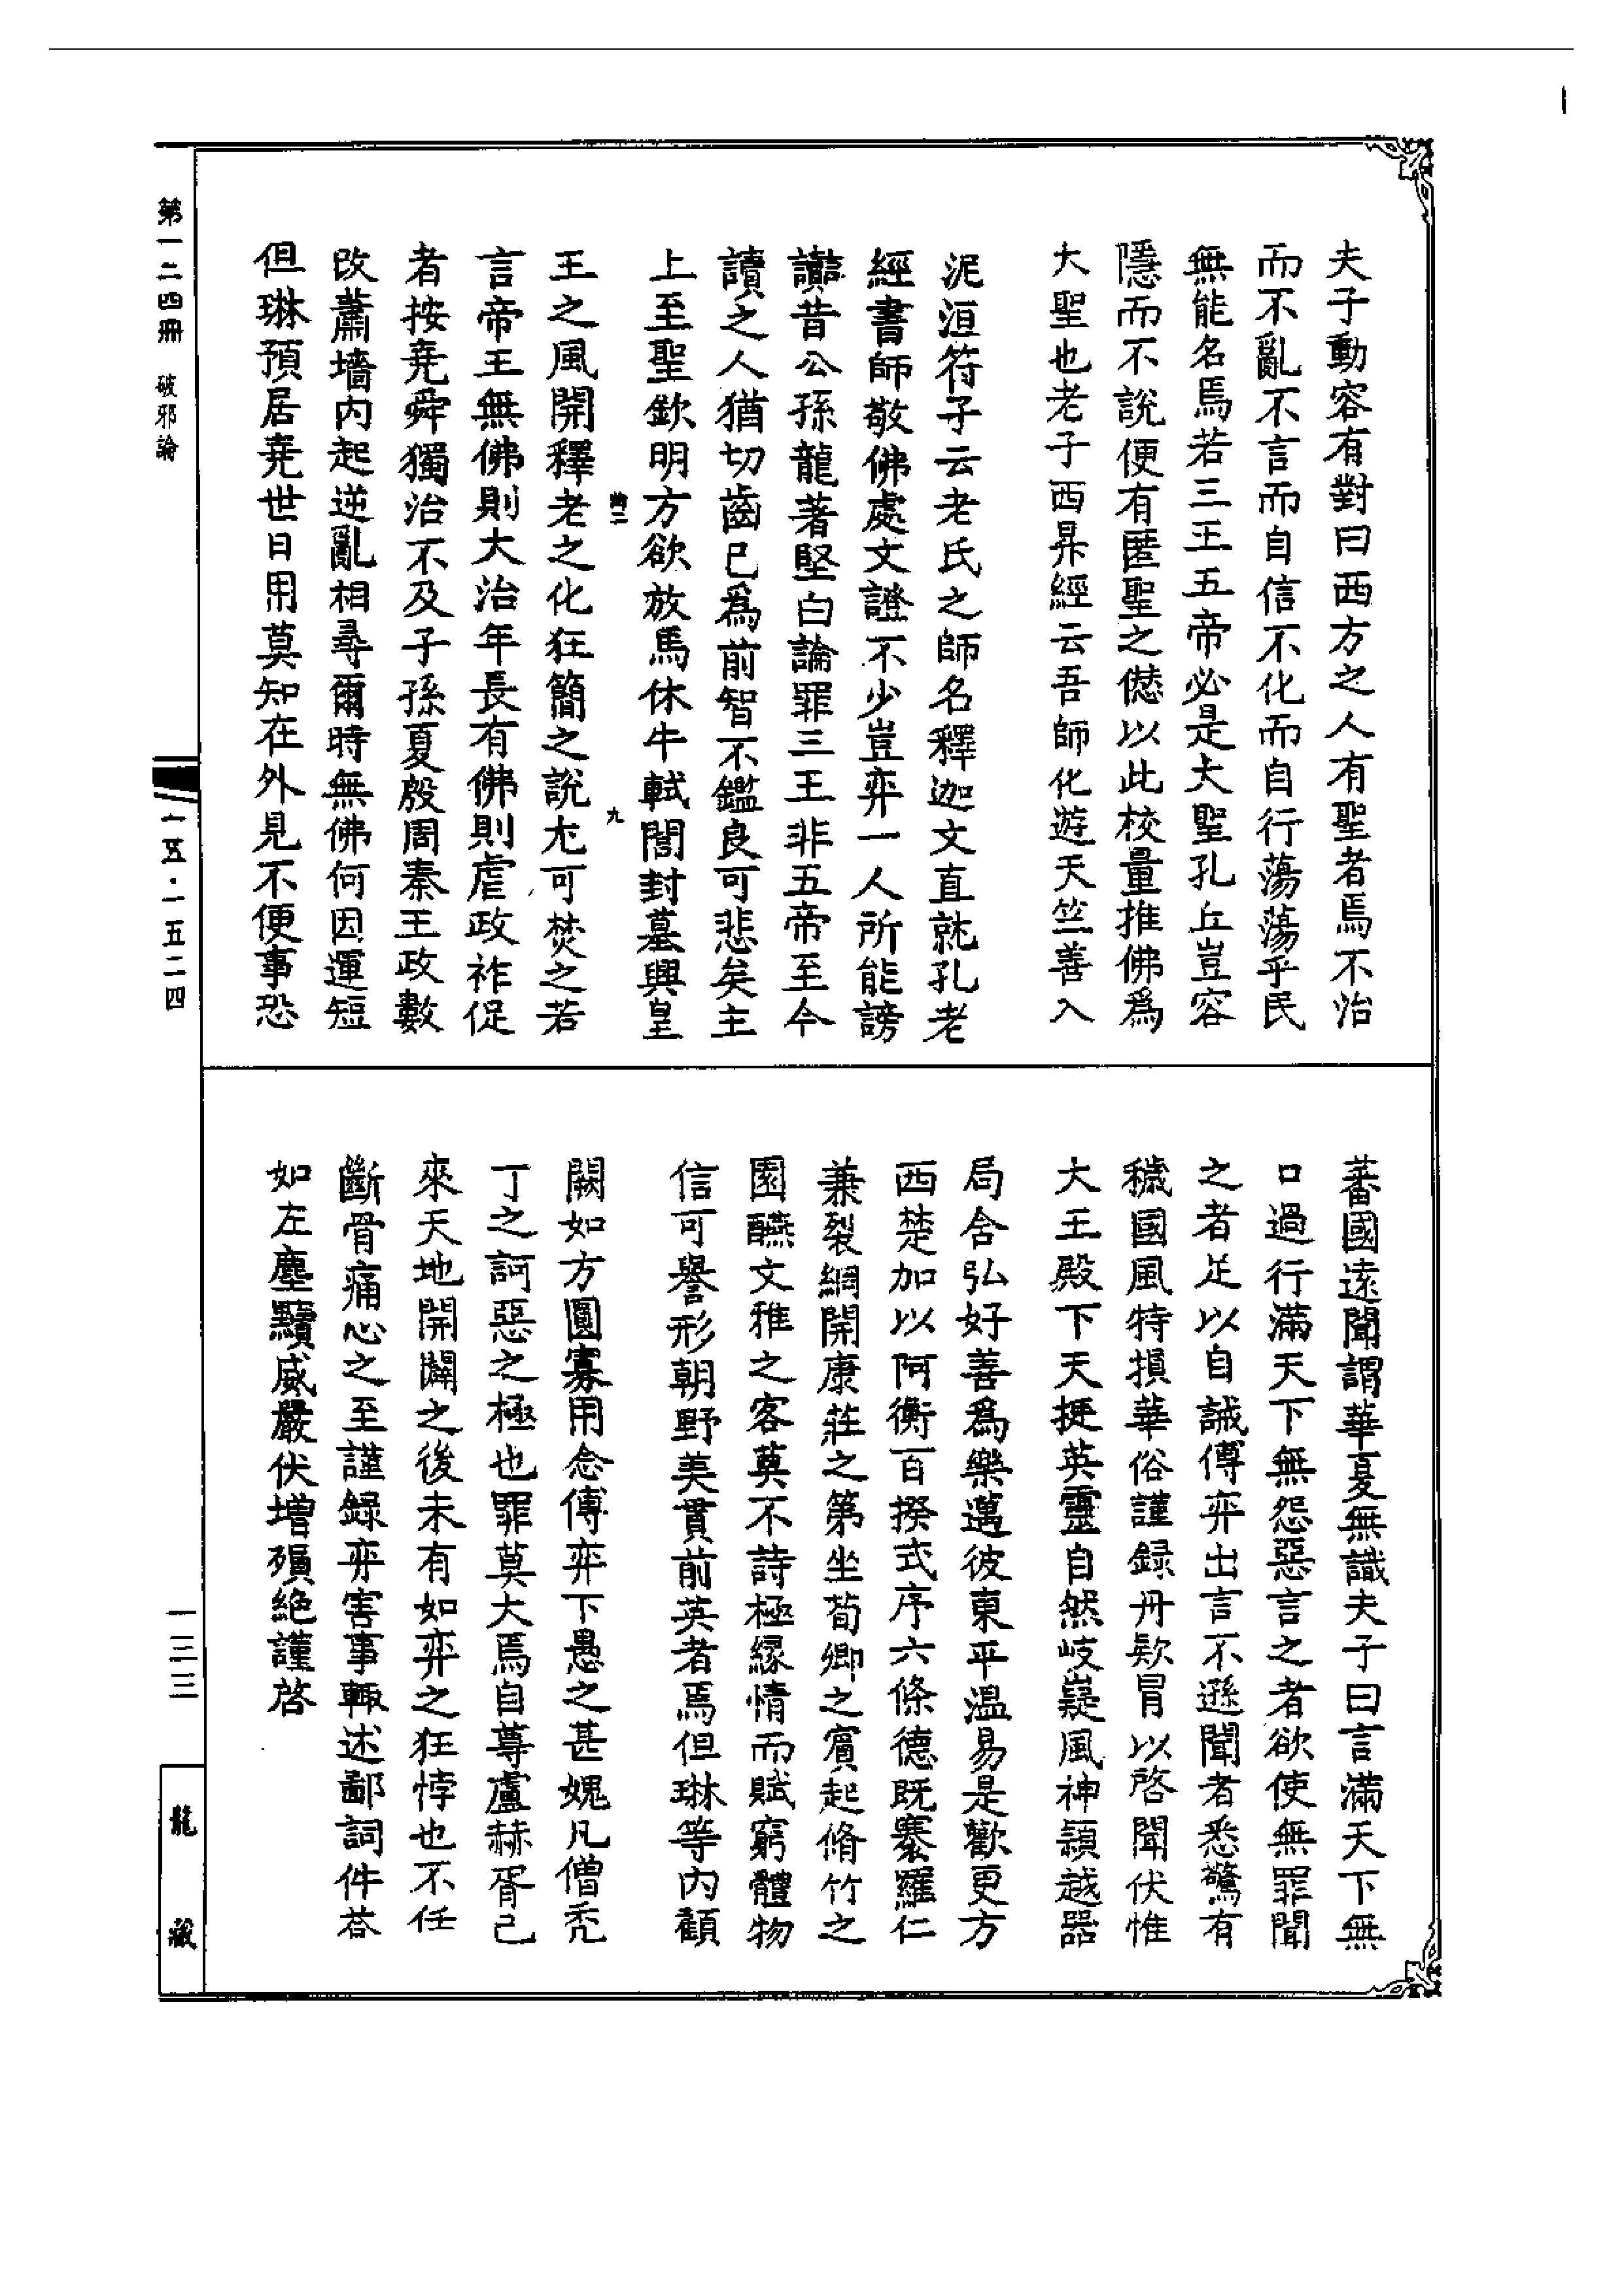 夫子動容有對曰西方之人有聖者焉不治
而不亂不言而自信不化而自行蕩蕩乎民
無能名焉若三王五帝必是大聖孔丘豈容
隱而不說便有匿聖之愆以此校量推佛爲
大聖也老子西昇經云吾師化遊天竺善入
泥洹符子云老氏之師名釋迦文直就孔老
經書師敬佛處文證不少豈弈一人所能謗
讟昔公孫龍著堅白論罪三王非五帝至今
讀之人猶切齒已爲前智不鑑良可悲矣主
上至聖欽明方欲放馬休牛軾閭封墓興皇
王之風開釋老之化狂簡之說尤可焚之若
言帝王無佛則大治年長有佛則虐政祚促
者按堯舜獨治不及子孫夏殷周秦王政數
改蕭墻內起逆亂相尋爾時無佛何因運短
但琳預居堯世日用莫知在外見不便事恐
九
蕃國遠聞謂華夏無識夫子曰言滿天下無
口過行滿天下無怨惡言之者欲使無罪聞
之者足以自誡傅弈出言不遜聞者悉驚有
穢國風特損華俗謹録丹欵冒以啓聞伏惟
大王殿下天挺英靈自然岐嶷風神頴越器
局含弘好善爲樂邁彼東平溫易是歡更方
西楚加以阿衡百揆式序六條德既褰羅仁
兼裂網開康莊之第坐荀卿之賓起脩竹之
園醼文雅之客莫不詩極緣情而賦窮體物
信可譽形朝野美貫前英者焉但琳等內顧
闕如方圓寡用念傅弈下愚之甚媿凡僧禿
丁之訶惡之極也罪莫大焉自尊盧赫胥已
來天地開闢之後未有如弈之狂悖也不任
斷骨痛心之至謹録弈害事輒述鄙詞件荅
如左塵黷威嚴伏增殞絶謹啓
第一二四冊 破邪論
一五·一五二四
一三三
龍藏